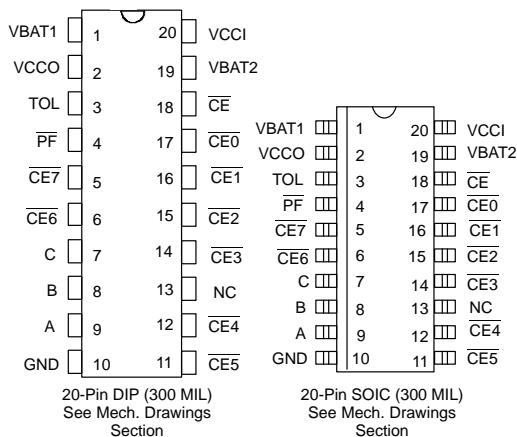 VBAT1 1 20 VCCI
VCCO 2 19 VBAT2
TOL 3 18 CE
PF 4 17 CE0
CE7 5 16 CE1
CE6 6 15 CE2
C 7 14 CE3
B 8 13 NC
A 9 12 CE4
GND 10 11 CE5
20-Pin DIP (300 MIL)
See Mech. Drawings
Section
VBAT1 1 20 VCCI
VCCO 2 19 VBAT2
TOL 3 18 CE
PF 4 17 CE0
CE7 5 16 CE1
CE6 6 15 CE2
C 7 14 CE3
B 8 13 NC
A 9 12 CE4
GND 10 11 CE5
20-Pin SOIC (300 MIL)
See Mech. Drawings
Section